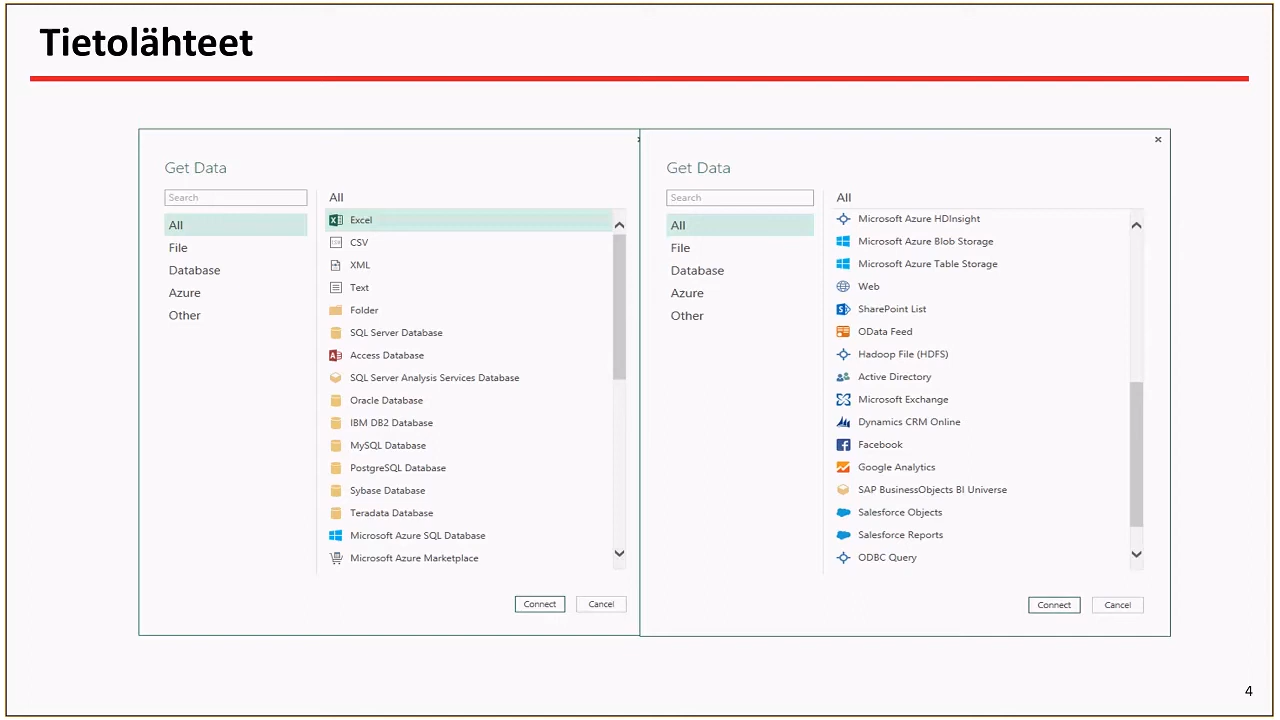 Tietolähteet
Get Data
Search
All
File
Database
Azure
Other
All
Excel
CSV
XML
Text
Folder
SQL Server Database
Access Database
SQL Server Analysis Services Database
Oracle Database
IBM DB2 Database
MySQL Database
PostgreSQL Database
Sybase Database
Teradata Database
Microsoft Azure SQL Database
Microsoft Azure Marketplace
Connect
Cancel
Get Data
Search
All
File
Database
Azure
Other
All
Microsoft Azure HDInsight
Microsoft Azure Blob Storage
Microsoft Azure Table Storage
Web
SharePoint List
OData Feed
Hadoop File (HDFS)
Active Directory
Microsoft Exchange
Dynamics CRM Online
Facebook
Google Analytics
SAP BusinessObjects BI Universe
Salesforce Objects
Salesforce Reports
ODBC Query
Connect
Cancel
4